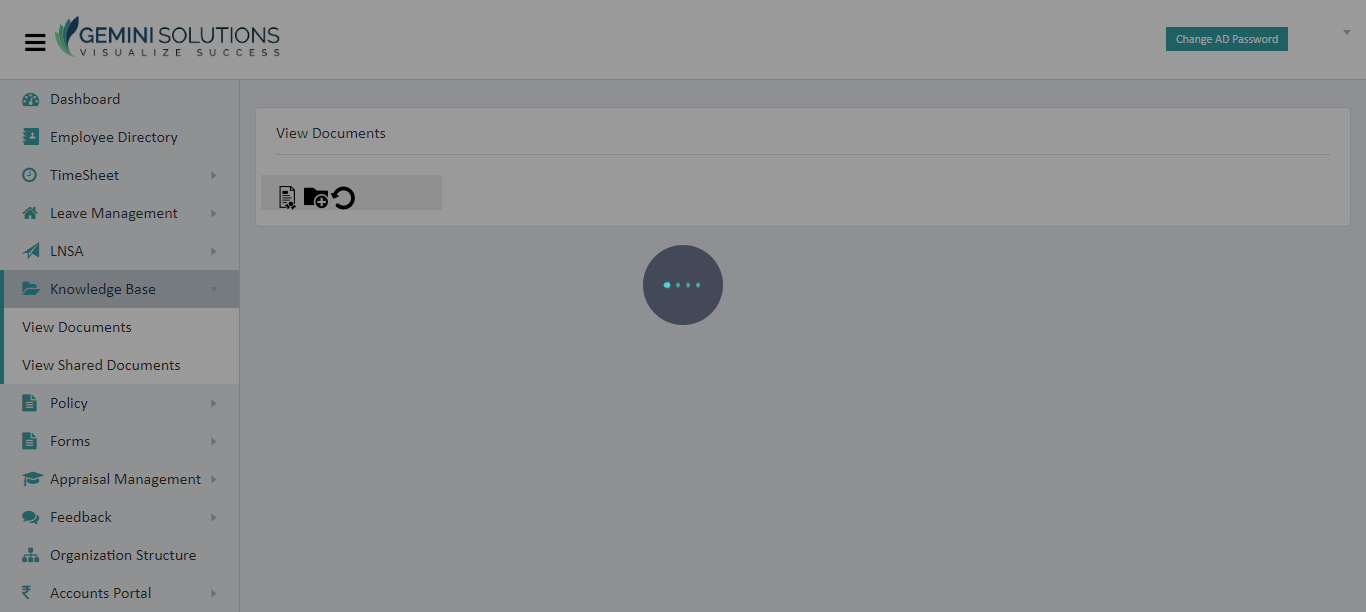 GEMINI SOLUTIONS
VISUALIZE SUCCESS
Change AD Password
Dashboard
Employee Directory
TimeSheet
Leave Management
LNSA
Knowledge Base
View Documents
View Shared Documents
Policy
Forms
Appraisal Management
Feedback
Organization Structure
Accounts Portal
View Documents